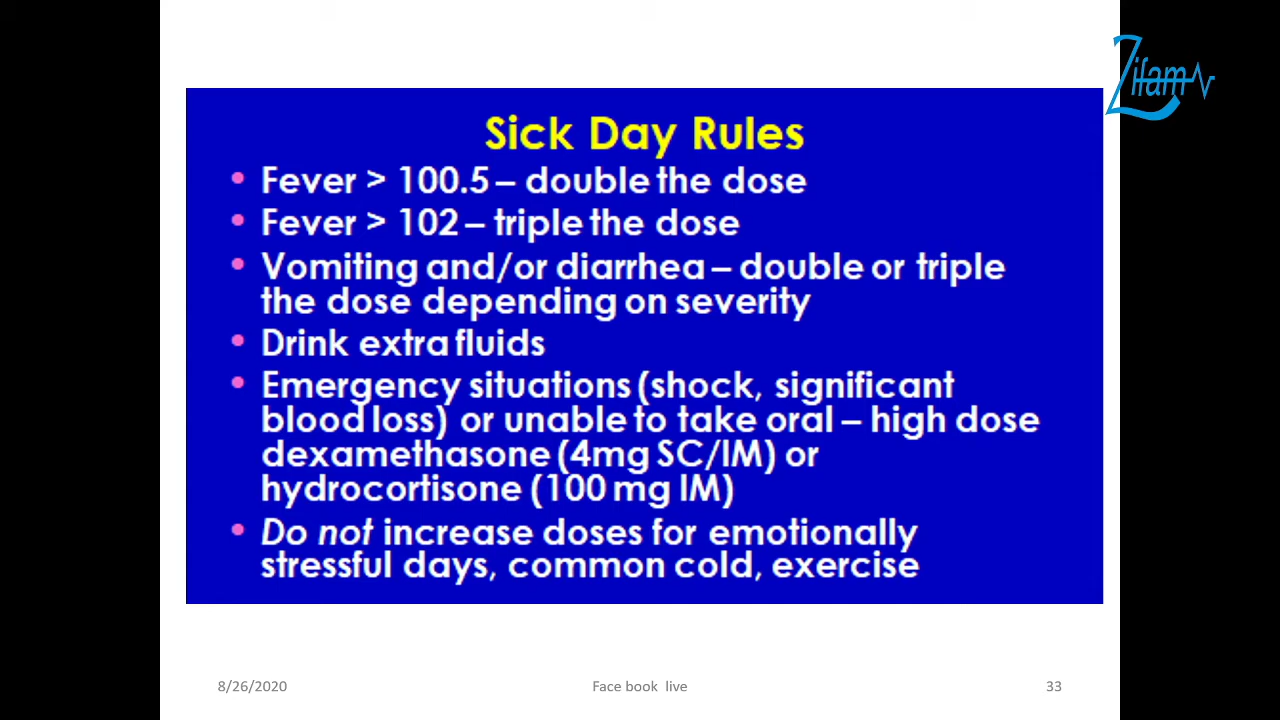 Zifam
Sick Day Rules
• Fever > 100.5 – double the dose
• Fever > 102 – triple the dose
• Vomiting and/or diarrhea – double or triple
the dose depending on severity
• Drink extra fluids
• Emergency situations (shock, significant
blood loss) or unable to take oral – high dose
dexamethasone (4mg SC/IM) or
hydrocortisone (100 mg IM)
• Do not increase doses for emotionally
stressful days, common cold, exercise
8/26/2020
Face book live
33